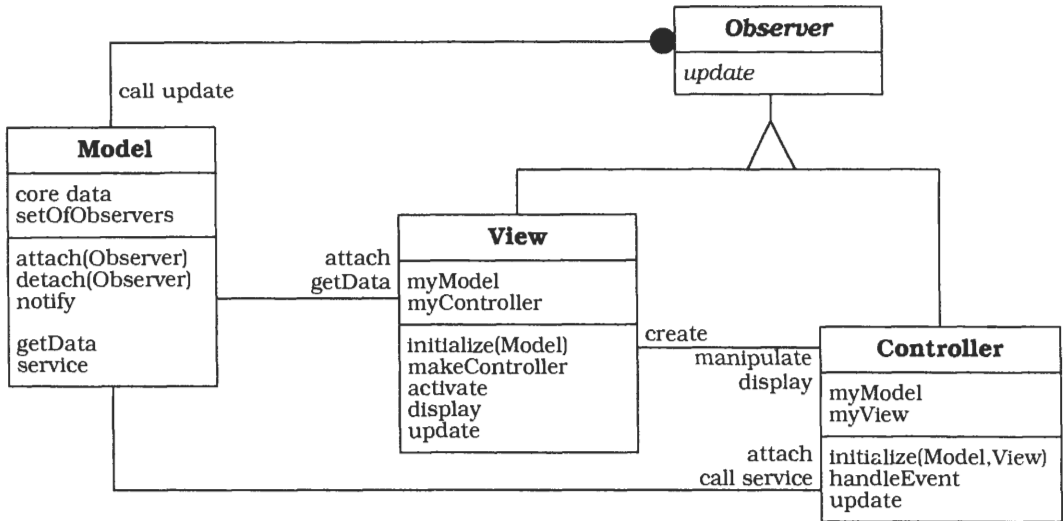 Observer
update
call update
Model
core data
setOfObservers
attach(Observer)
detach(Observer)
notify
getData
service
attach
getData
View
myModel
myController
initialize(Model)
makeController
activate
display
update
create
manipulate
display
attach
call service
Controller
myModel
myView
initialize(Model,View)
handleEvent
update